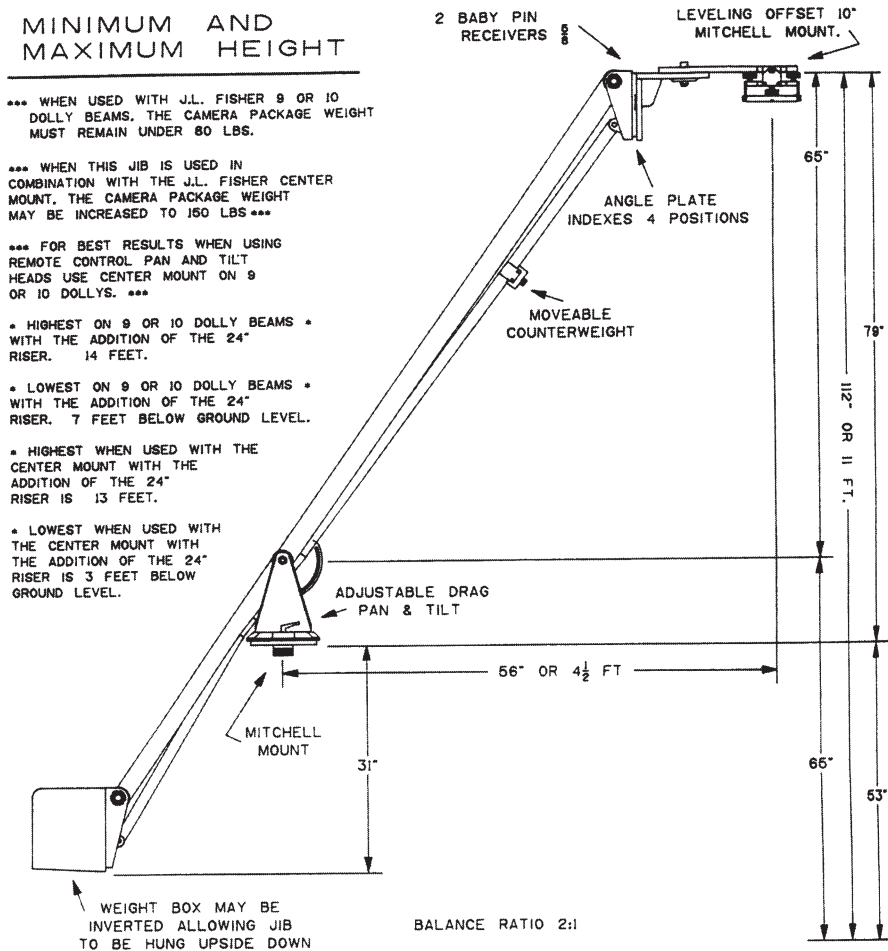 MINIMUM AND
MAXIMUM HEIGHT
*** WHEN USED WITH J.L. FISHER 9 OR 10
DOLLY BEAMS. THE CAMERA PACKAGE WEIGHT
MUST REMAIN UNDER 80 LBS.
*** WHEN THIS JIB IS USED IN
COMBINATION WITH THE J.L. FISHER CENTER
MOUNT. THE CAMERA PACKAGE WEIGHT
MAY BE INCREASED TO 150 LBS ***
*** FOR BEST RESULTS WHEN USING
REMOTE CONTROL PAN AND TILT
HEADS USE CENTER MOUNT ON 9
OR 10 DOLLYS. ***
* HIGHEST ON 9 OR 10 DOLLY BEAMS *
WITH THE ADDITION OF THE 24"
RISER. 14 FEET.
* LOWEST ON 9 OR 10 DOLLY BEAMS *
WITH THE ADDITION OF THE 24"
RISER. 7 FEET BELOW GROUND LEVEL.
* HIGHEST WHEN USED WITH THE
CENTER MOUNT WITH THE
ADDITION OF THE 24"
RISER IS 13 FEET.
* LOWEST WHEN USED WITH
THE CENTER MOUNT WITH
THE ADDITION OF THE 24"
RISER IS 3 FEET BELOW
GROUND LEVEL.
2 BABY PIN
RECEIVERS
LEVELING OFFSET 10"
MITCHELL MOUNT.
65"
ANGLE PLATE
INDEXES 4 POSITIONS
MOVEABLE
COUNTERWEIGHT
79"
112" OR 11 FT.
ADJUSTABLE DRAG
PAN & TILT
56" OR 4½ FT
MITCHELL
MOUNT
31"
65"
53"
WEIGHT BOX MAY BE
INVERTED ALLOWING JIB
TO BE HUNG UPSIDE DOWN
BALANCE RATIO 2:1